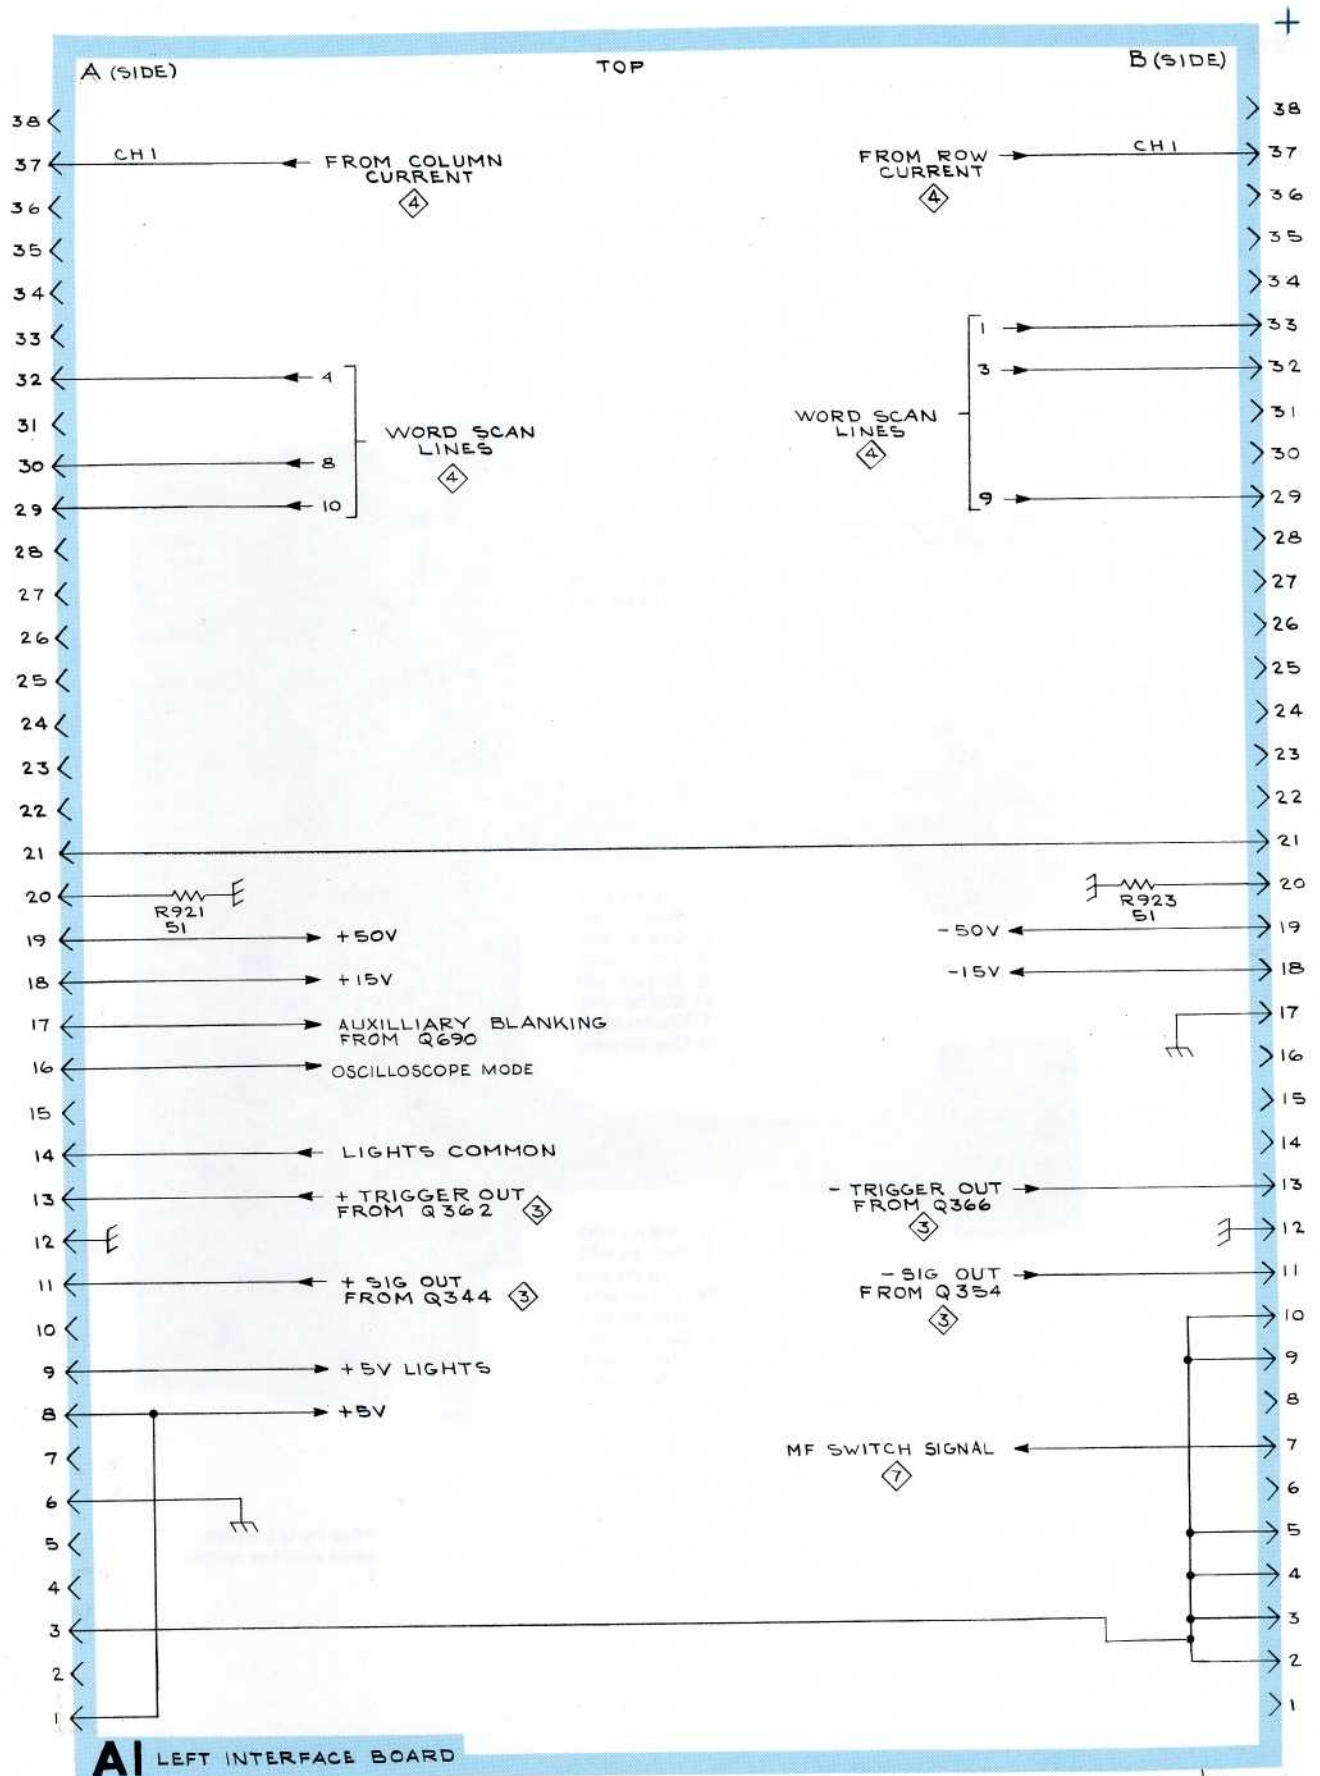 A (SIDE) TOP B (SIDE)
38 38
37 CH 1 FROM COLUMN FROM ROW CH 1 37
CURRENT CURRENT
36 4 4 36
35 35
34 34
33 1 33
32 4 3 32
31 WORD SCAN WORD SCAN 31
LINES LINES
30 8 4 4 30
29 10 9 29
28 28
27 27
26 26
25 25
24 24
23 23
22 22
21 21
20 20
R921 R923
51 51
19 +50V -50V 19
18 +15V -15V 18
17 AUXILLIARY BLANKING 17
FROM Q690
16 OSCILLOSCOPE MODE 16
15 15
14 LIGHTS COMMON 14
13 + TRIGGER OUT - TRIGGER OUT 13
FROM Q362 3 FROM Q366
3
12 12
11 + SIG OUT - SIG OUT 11
FROM Q344 3 FROM Q354
3
10 10
9 +5V LIGHTS 9
8 +5V 8
7 MF SWITCH SIGNAL 7
7
6 6
5 5
4 4
3 3
2 2
1 1
A1 LEFT INTERFACE BOARD